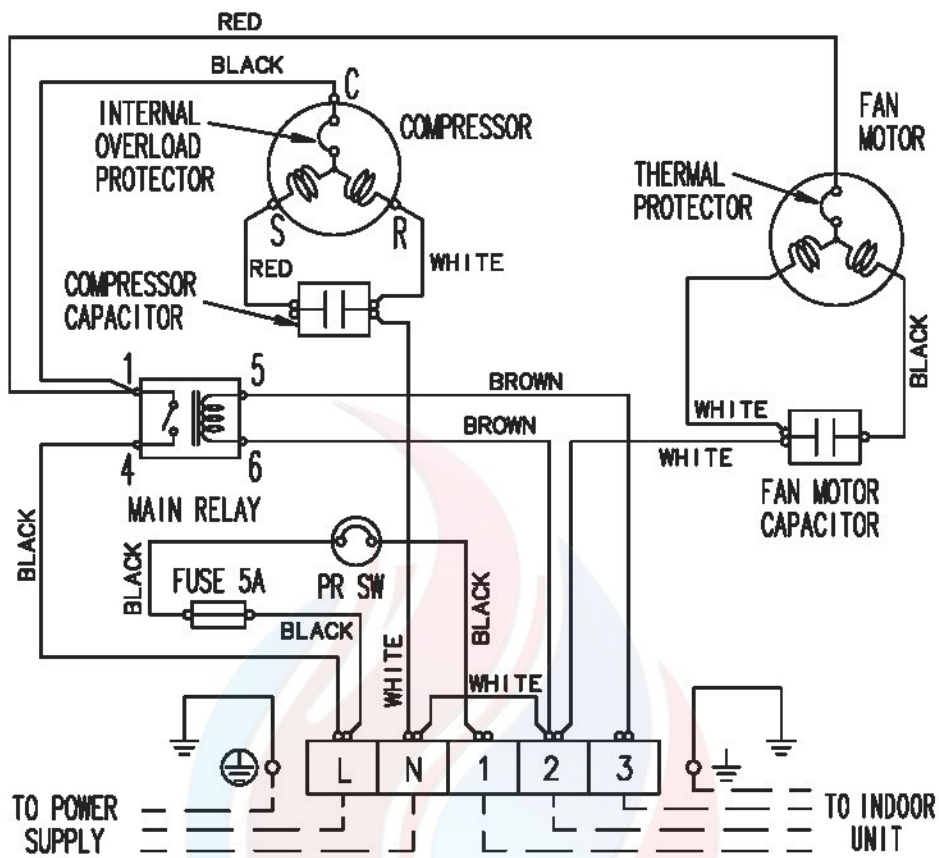 RED
BLACK
C
INTERNAL
OVERLOAD
PROTECTOR
COMPRESSOR
FAN
MOTOR
THERMAL
PROTECTOR
S
R
RED
WHITE
COMPRESSOR
CAPACITOR
BLACK
1
5
BROWN
WHITE
BROWN
WHITE
4
6
MAIN RELAY
FAN MOTOR
CAPACITOR
BLACK
BLACK
FUSE 5A
PR SW
BLACK
BLACK
WHITE
WHITE
L
N
1
2
3
TO POWER
SUPPLY
TO INDOOR
UNIT